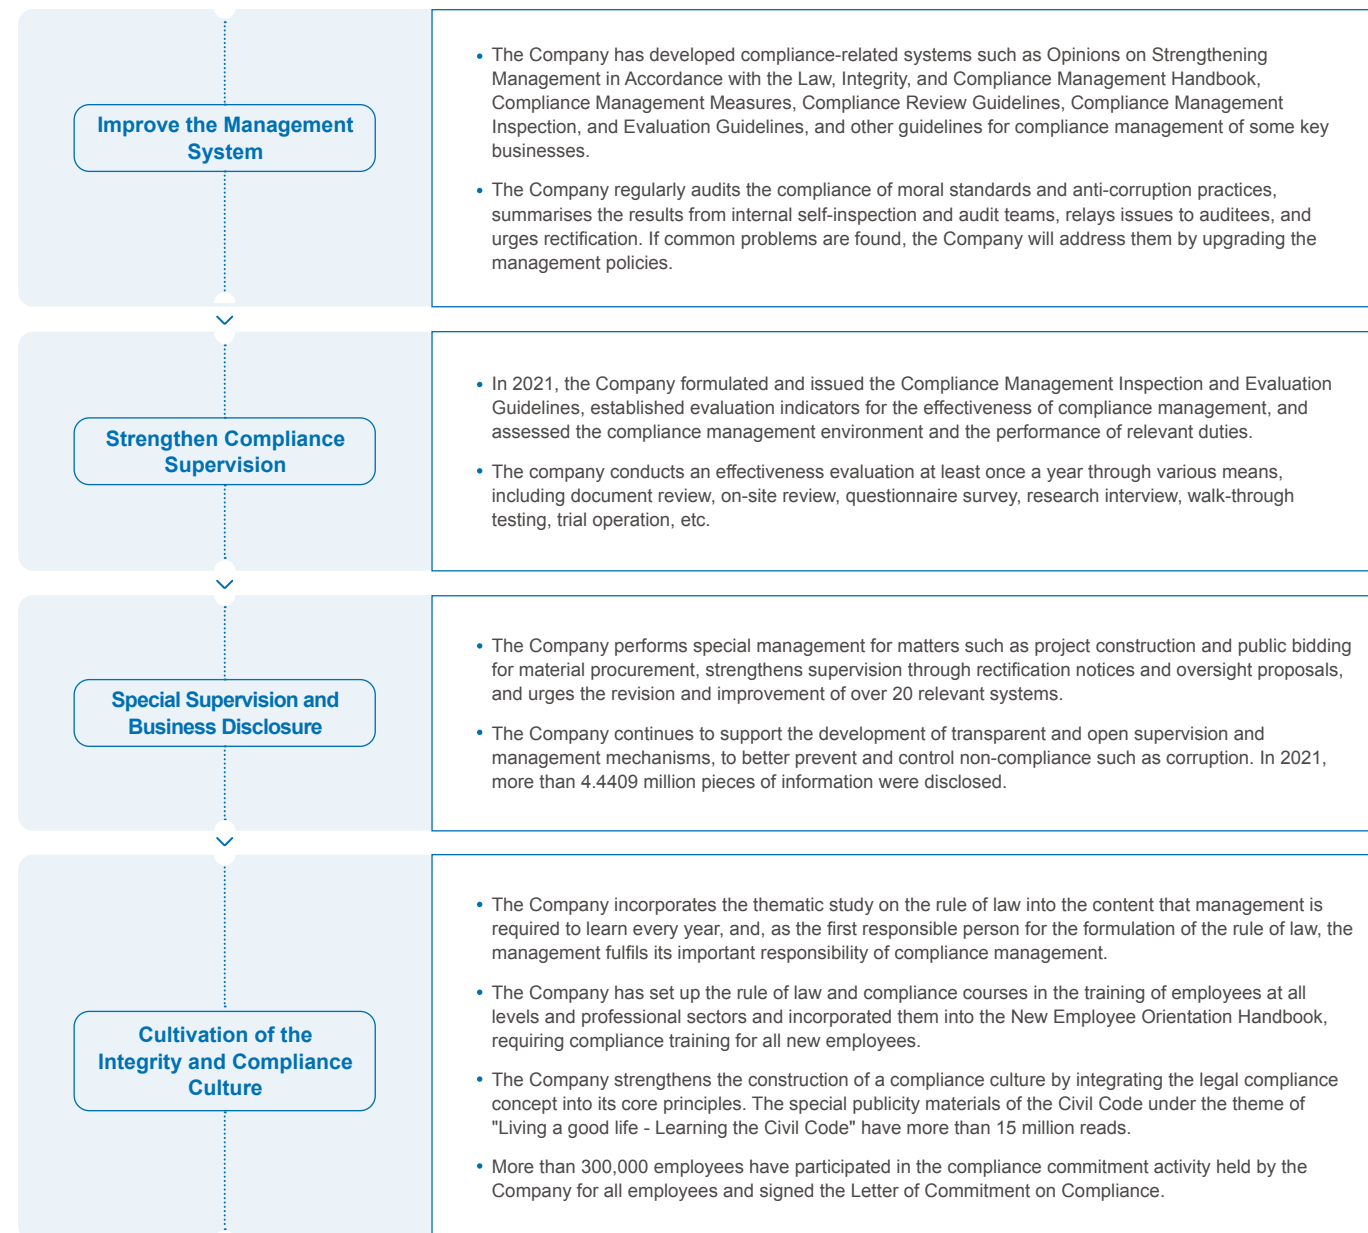 Improve the Management
System
• The Company has developed compliance-related systems such as Opinions on Strengthening
Management in Accordance with the Law, Integrity, and Compliance Management Handbook,
Compliance Management Measures, Compliance Review Guidelines, Compliance Management
Inspection, and Evaluation Guidelines, and other guidelines for compliance management of some key
businesses.
• The Company regularly audits the compliance of moral standards and anti-corruption practices,
summarises the results from internal self-inspection and audit teams, relays issues to auditees, and
urges rectification. If common problems are found, the Company will address them by upgrading the
management policies.
Strengthen Compliance
Supervision
• In 2021, the Company formulated and issued the Compliance Management Inspection and Evaluation
Guidelines, established evaluation indicators for the effectiveness of compliance management, and
assessed the compliance management environment and the performance of relevant duties.
• The company conducts an effectiveness evaluation at least once a year through various means,
including document review, on-site review, questionnaire survey, research interview, walk-through
testing, trial operation, etc.
Special Supervision and
Business Disclosure
• The Company performs special management for matters such as project construction and public bidding
for material procurement, strengthens supervision through rectification notices and oversight proposals,
and urges the revision and improvement of over 20 relevant systems.
• The Company continues to support the development of transparent and open supervision and
management mechanisms, to better prevent and control non-compliance such as corruption. In 2021,
more than 4.4409 million pieces of information were disclosed.
Cultivation of the
Integrity and Compliance
Culture
• The Company incorporates the thematic study on the rule of law into the content that management is
required to learn every year, and, as the first responsible person for the formulation of the rule of law, the
management fulfils its important responsibility of compliance management.
• The Company has set up the rule of law and compliance courses in the training of employees at all
levels and professional sectors and incorporated them into the New Employee Orientation Handbook,
requiring compliance training for all new employees.
• The Company strengthens the construction of a compliance culture by integrating the legal compliance
concept into its core principles. The special publicity materials of the Civil Code under the theme of
"Living a good life - Learning the Civil Code" have more than 15 million reads.
• More than 300,000 employees have participated in the compliance commitment activity held by the
Company for all employees and signed the Letter of Commitment on Compliance.